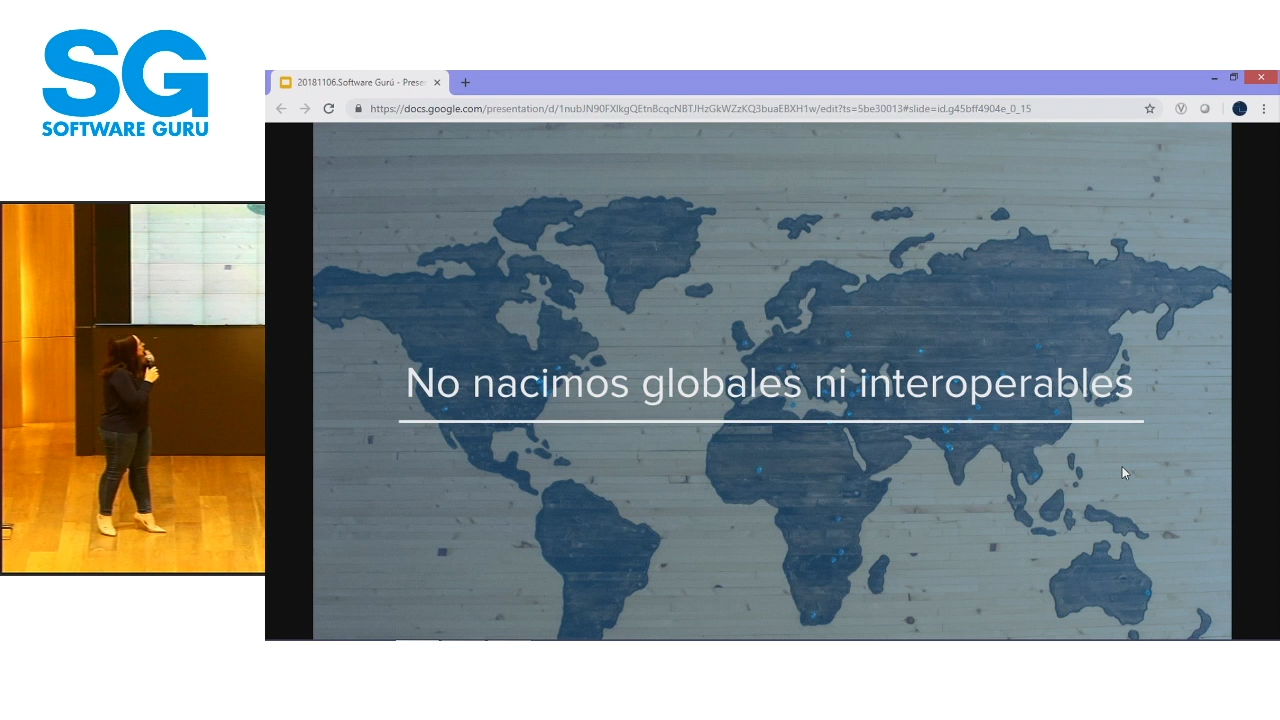 SG
SOFTWARE GURU
20181106.Software Gurú - Prese
https://docs.google.com/presentation/d/1nubJN90FXlkgQEtnBcqcNBTJHzGkWZzKQ3buaEBXH1w/edit?ts=5be30013#slide=id.g45bff4904e_0_15
No nacimos globales ni interoperables